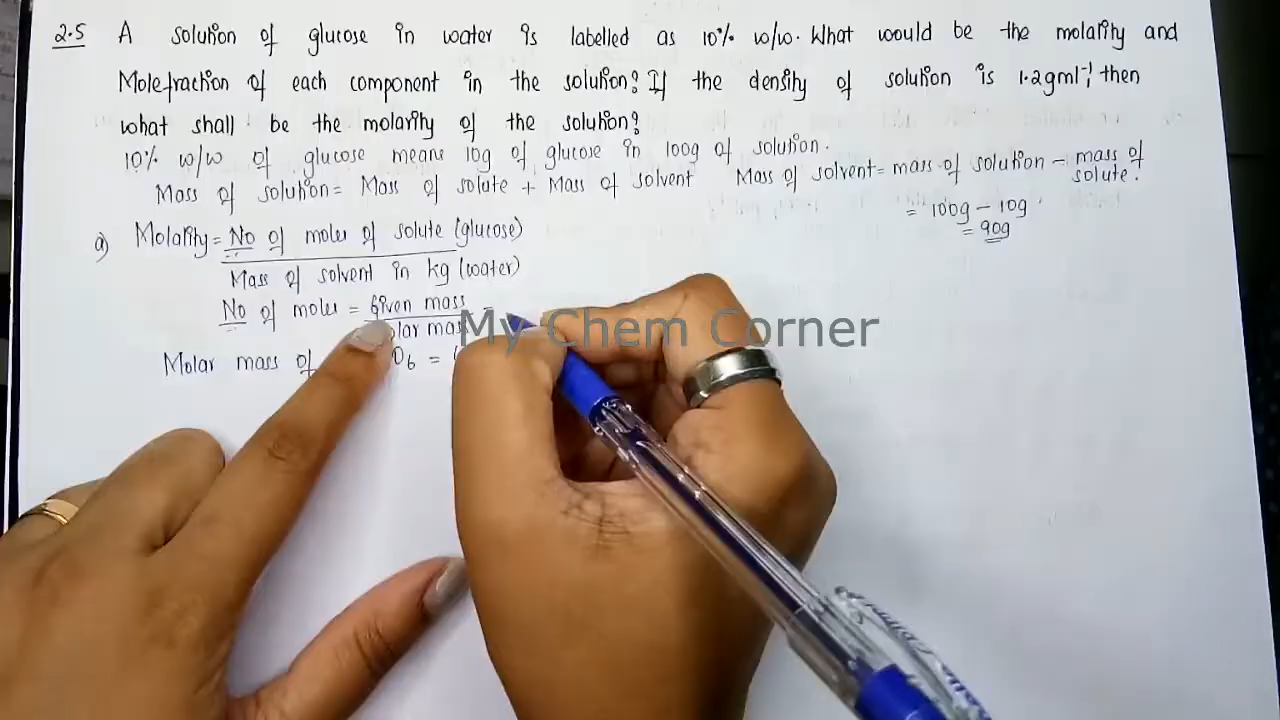 2.5 A solution of glucose in water is labelled as 10% w/w. What would be the molality and
Molefraction of each component in the solution? If the density of solution is 1.2gml⁻¹, then
what shall be the molarity of the solution?
10% w/w of glucose means 10g of glucose in 100g of solution.
Mass of solution = Mass of solute + Mass of solvent
Mass of solvent = mass of solution - mass of solute.
= 100g - 10g
= 90g
a) Molality = No of moles of solute (glucose)
Mass of solvent in kg (water)
No of moles = Given mass =
My Chem Corner
Molar mass of O6 =